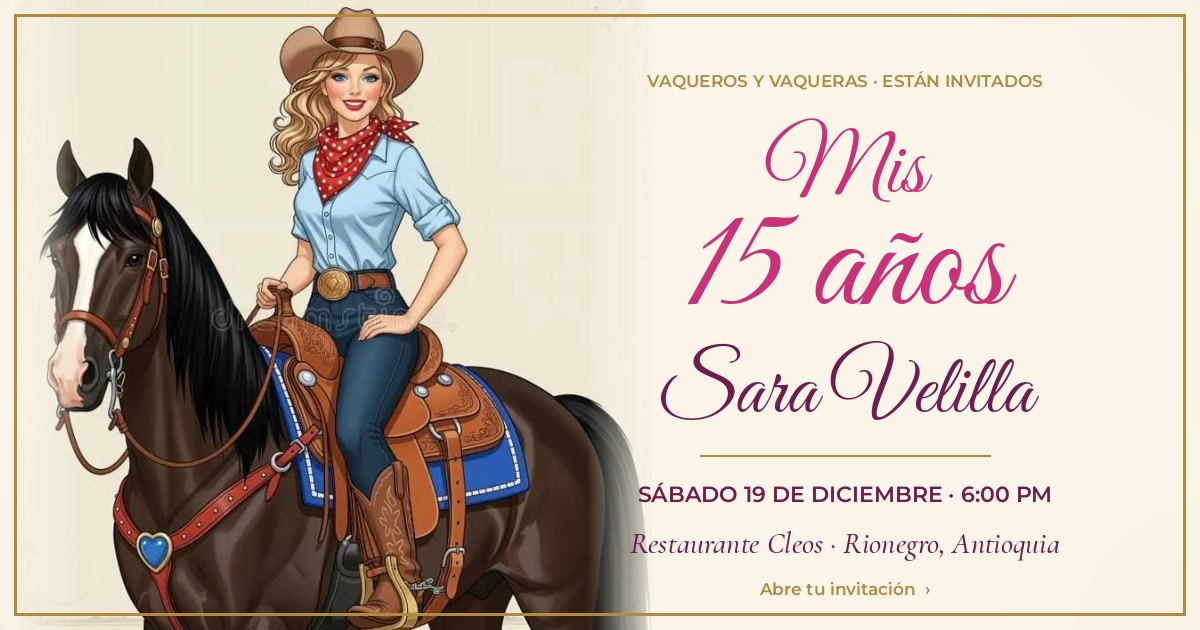 VAQUEROS Y VAQUERAS · ESTÁN INVITADOS
Mis
15 años
Sara Velilla
SÁBADO 19 DE DICIEMBRE · 6:00 PM
Restaurante Cleos · Rionegro, Antioquia
Abre tu invitación ›